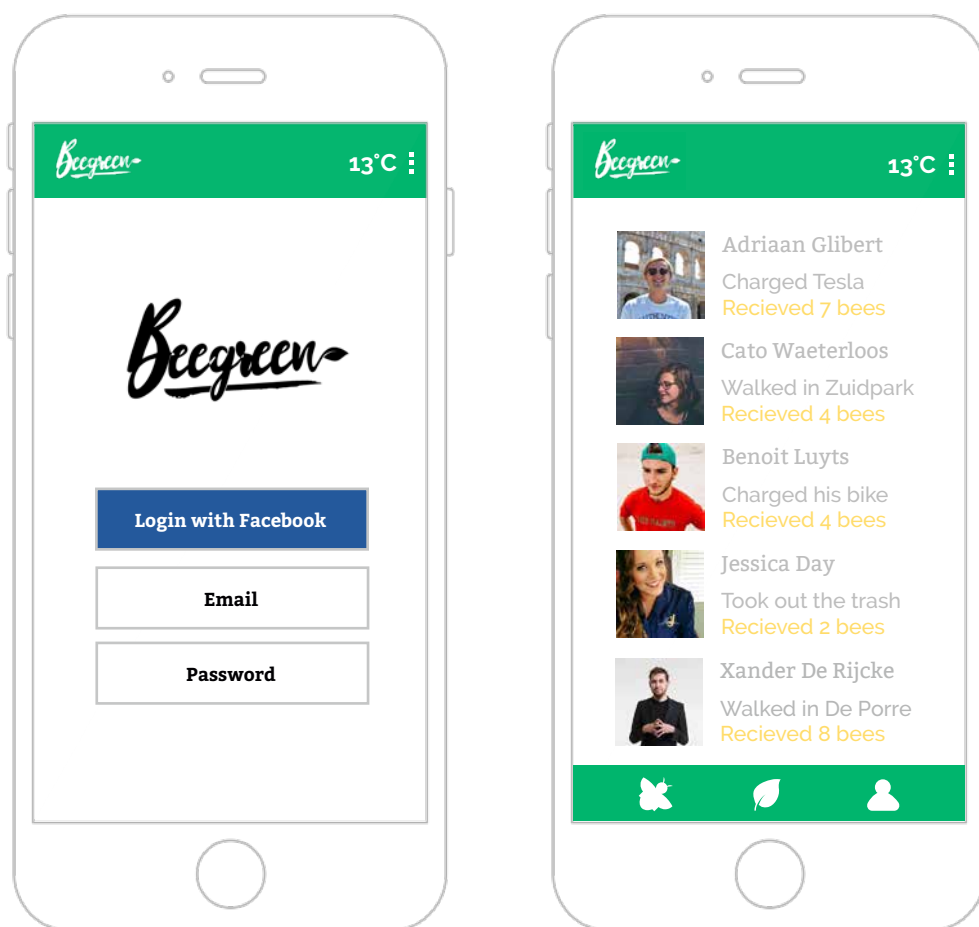 Beegreen
13°C
Beegreen
Login with Facebook
Email
Password
Beegreen
13°C
Adriaan Glibert
Charged Tesla
Recieved 7 bees
Cato Waeterloos
Walked in Zuidpark
Recieved 4 bees
Benoit Luyts
Charged his bike
Recieved 4 bees
Jessica Day
Took out the trash
Recieved 2 bees
Xander De Rijcke
Walked in De Porre
Recieved 8 bees